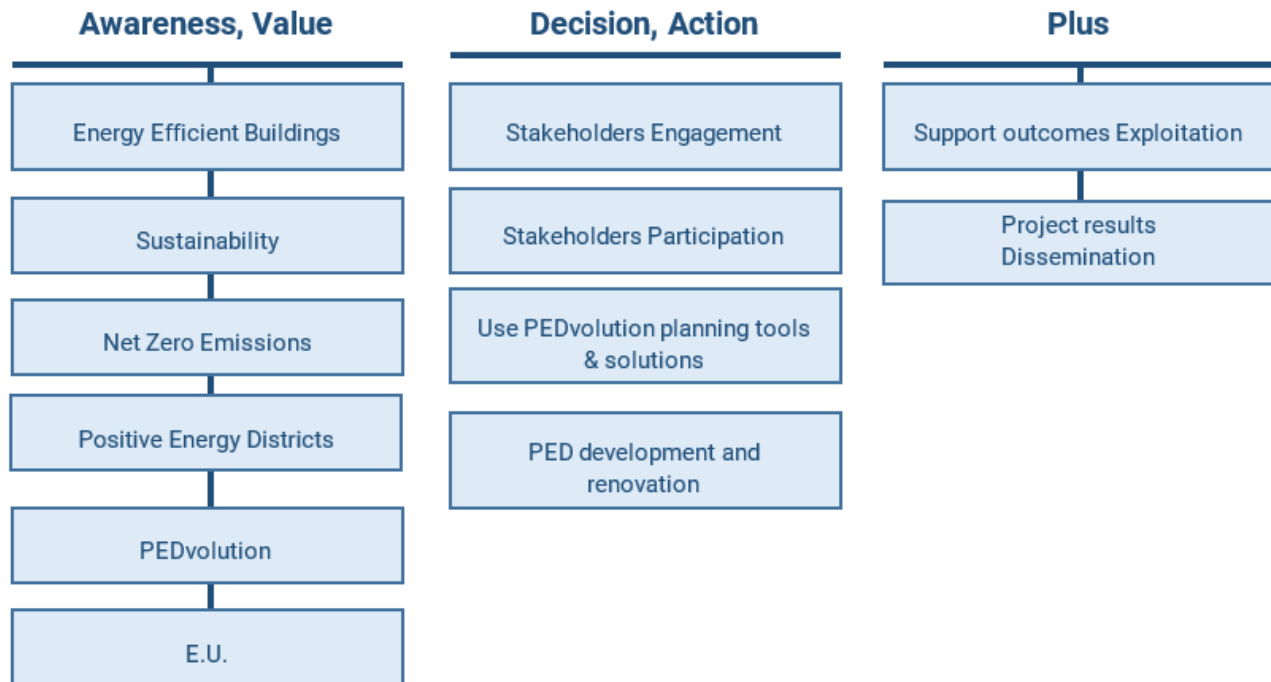 Awareness, Value
Energy Efficient Buildings
Sustainability
Net Zero Emissions
Positive Energy Districts
PEDvolution
E.U.
Decision, Action
Stakeholders Engagement
Stakeholders Participation
Use PEDvolution planning tools
& solutions
PED development and
renovation
Plus
Support outcomes Exploitation
Project results
Dissemination